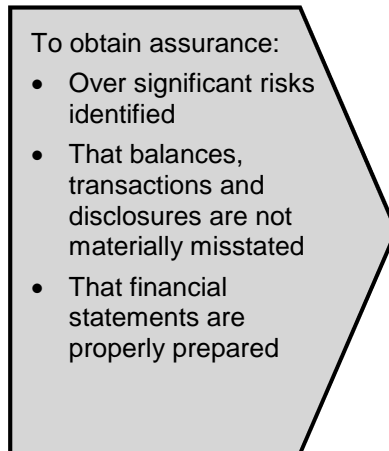 To obtain assurance:
• Over significant risks
identified
• That balances,
transactions and
disclosures are not
materially misstated
• That financial
statements are
properly prepared